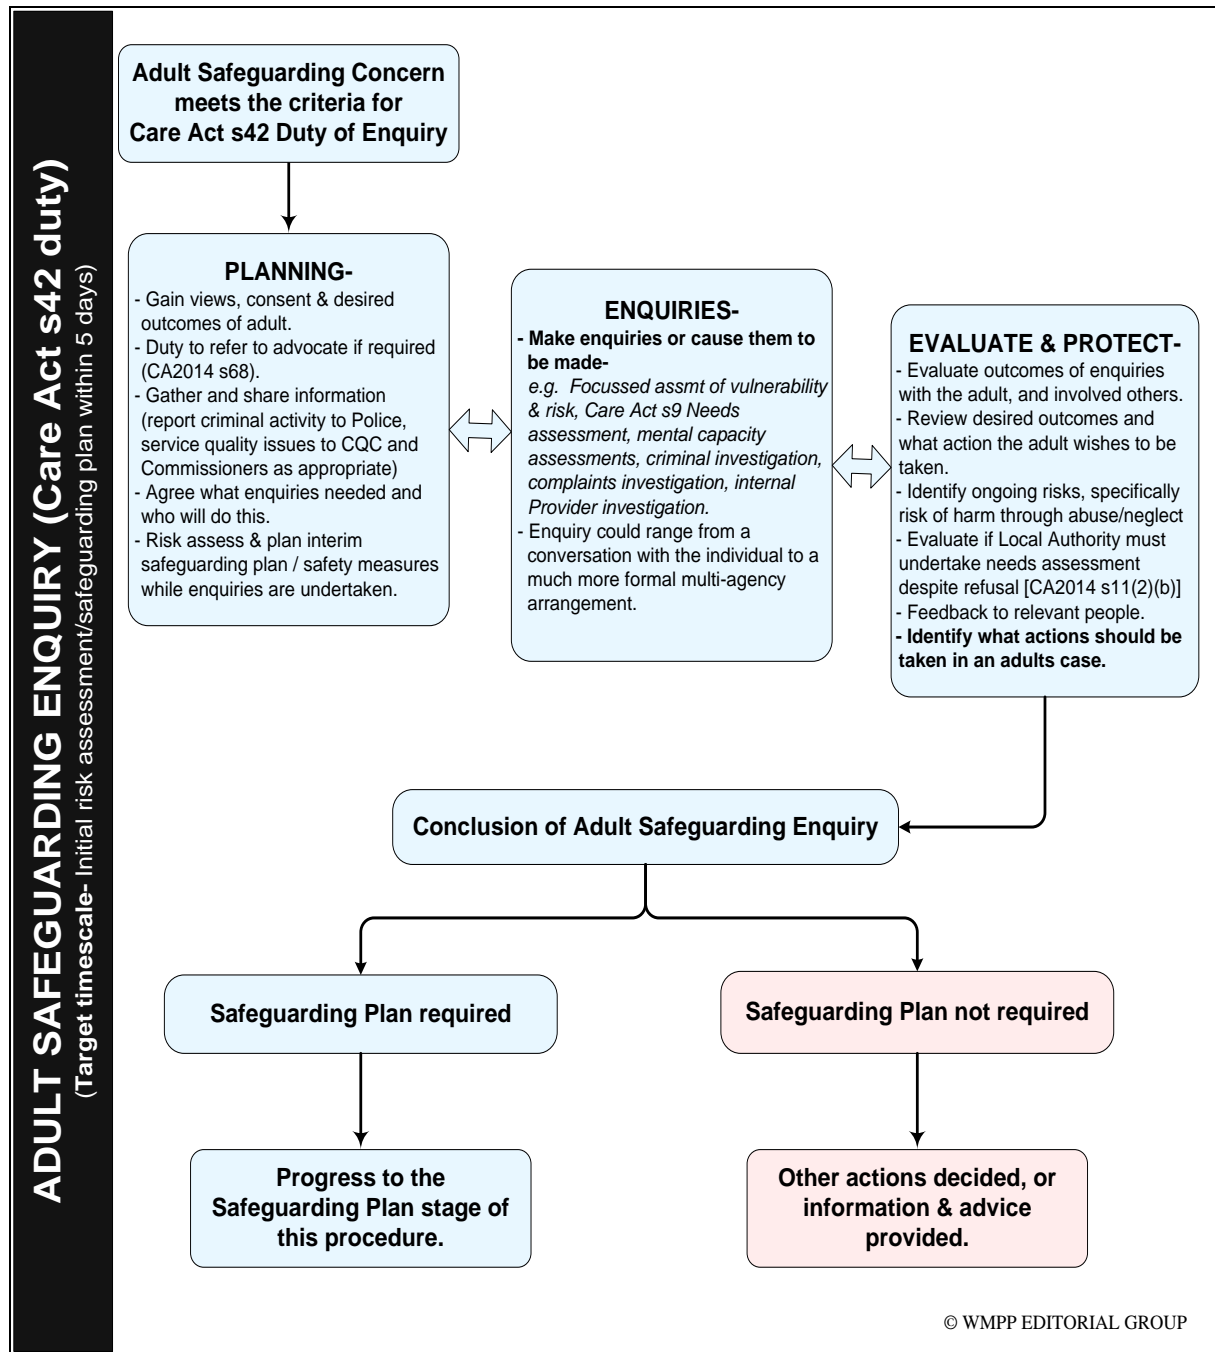 ADULT SAFEGUARDING ENQUIRY (Care Act s42 duty)
(Target timescale- Initial risk assessment/safeguarding plan within 5 days)
Adult Safeguarding Concern
meets the criteria for
Care Act s42 Duty of Enquiry
PLANNING-
- Gain views, consent & desired
outcomes of adult.
- Duty to refer to advocate if required
(CA2014 s68).
- Gather and share information
(report criminal activity to Police,
service quality issues to CQC and
Commissioners as appropriate)
- Agree what enquiries needed and
who will do this.
- Risk assess & plan interim
safeguarding plan / safety measures
while enquiries are undertaken.
ENQUIRIES-
- Make enquiries or cause them to
be made-
e.g. Focussed assmt of vulnerability
& risk, Care Act s9 Needs
assessment, mental capacity
assessments, criminal investigation,
complaints investigation, internal
Provider investigation.
- Enquiry could range from a
conversation with the individual to a
much more formal multi-agency
arrangement.
EVALUATE & PROTECT-
- Evaluate outcomes of enquiries
with the adult, and involved others.
- Review desired outcomes and
what action the adult wishes to be
taken.
- Identify ongoing risks, specifically
risk of harm through abuse/neglect
- Evaluate if Local Authority must
undertake needs assessment
despite refusal [CA2014 s11(2)(b)]
- Feedback to relevant people.
- Identify what actions should be
taken in an adults case.
Conclusion of Adult Safeguarding Enquiry
Safeguarding Plan required
Safeguarding Plan not required
Progress to the
Safeguarding Plan stage of
this procedure.
Other actions decided, or
information & advice
provided.
© WMPP EDITORIAL GROUP